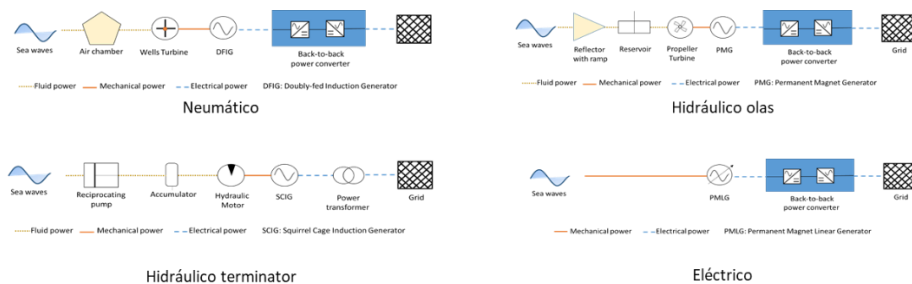 Sea waves
Air chamber
Wells Turbine
DFIG
Back-to-back
power converter
Fluid power
Mechanical power
Electrical power
DFIG: Doubly-fed Induction Generator
Neumático
Sea waves
Reflector
with ramp
Reservoir
Propeller
Turbine
PMG
Back-to-back
power converter
Grid
Fluid power
Mechanical power
Electrical power
PMG: Permanent Magnet Generator
Hidráulico olas
Sea waves
Reciprocating
pump
Accumulator
Hydraulic
Motor
SCIG
Power
transformer
Grid
Fluid power
Mechanical power
Electrical power
SCIG: Squirrel Cage Induction Generator
Hidráulico terminator
Sea waves
PMLG
Back-to-back
power converter
Grid
Mechanical power
Electrical power
PMLG: Permanent Magnet Linear Generator
Eléctrico